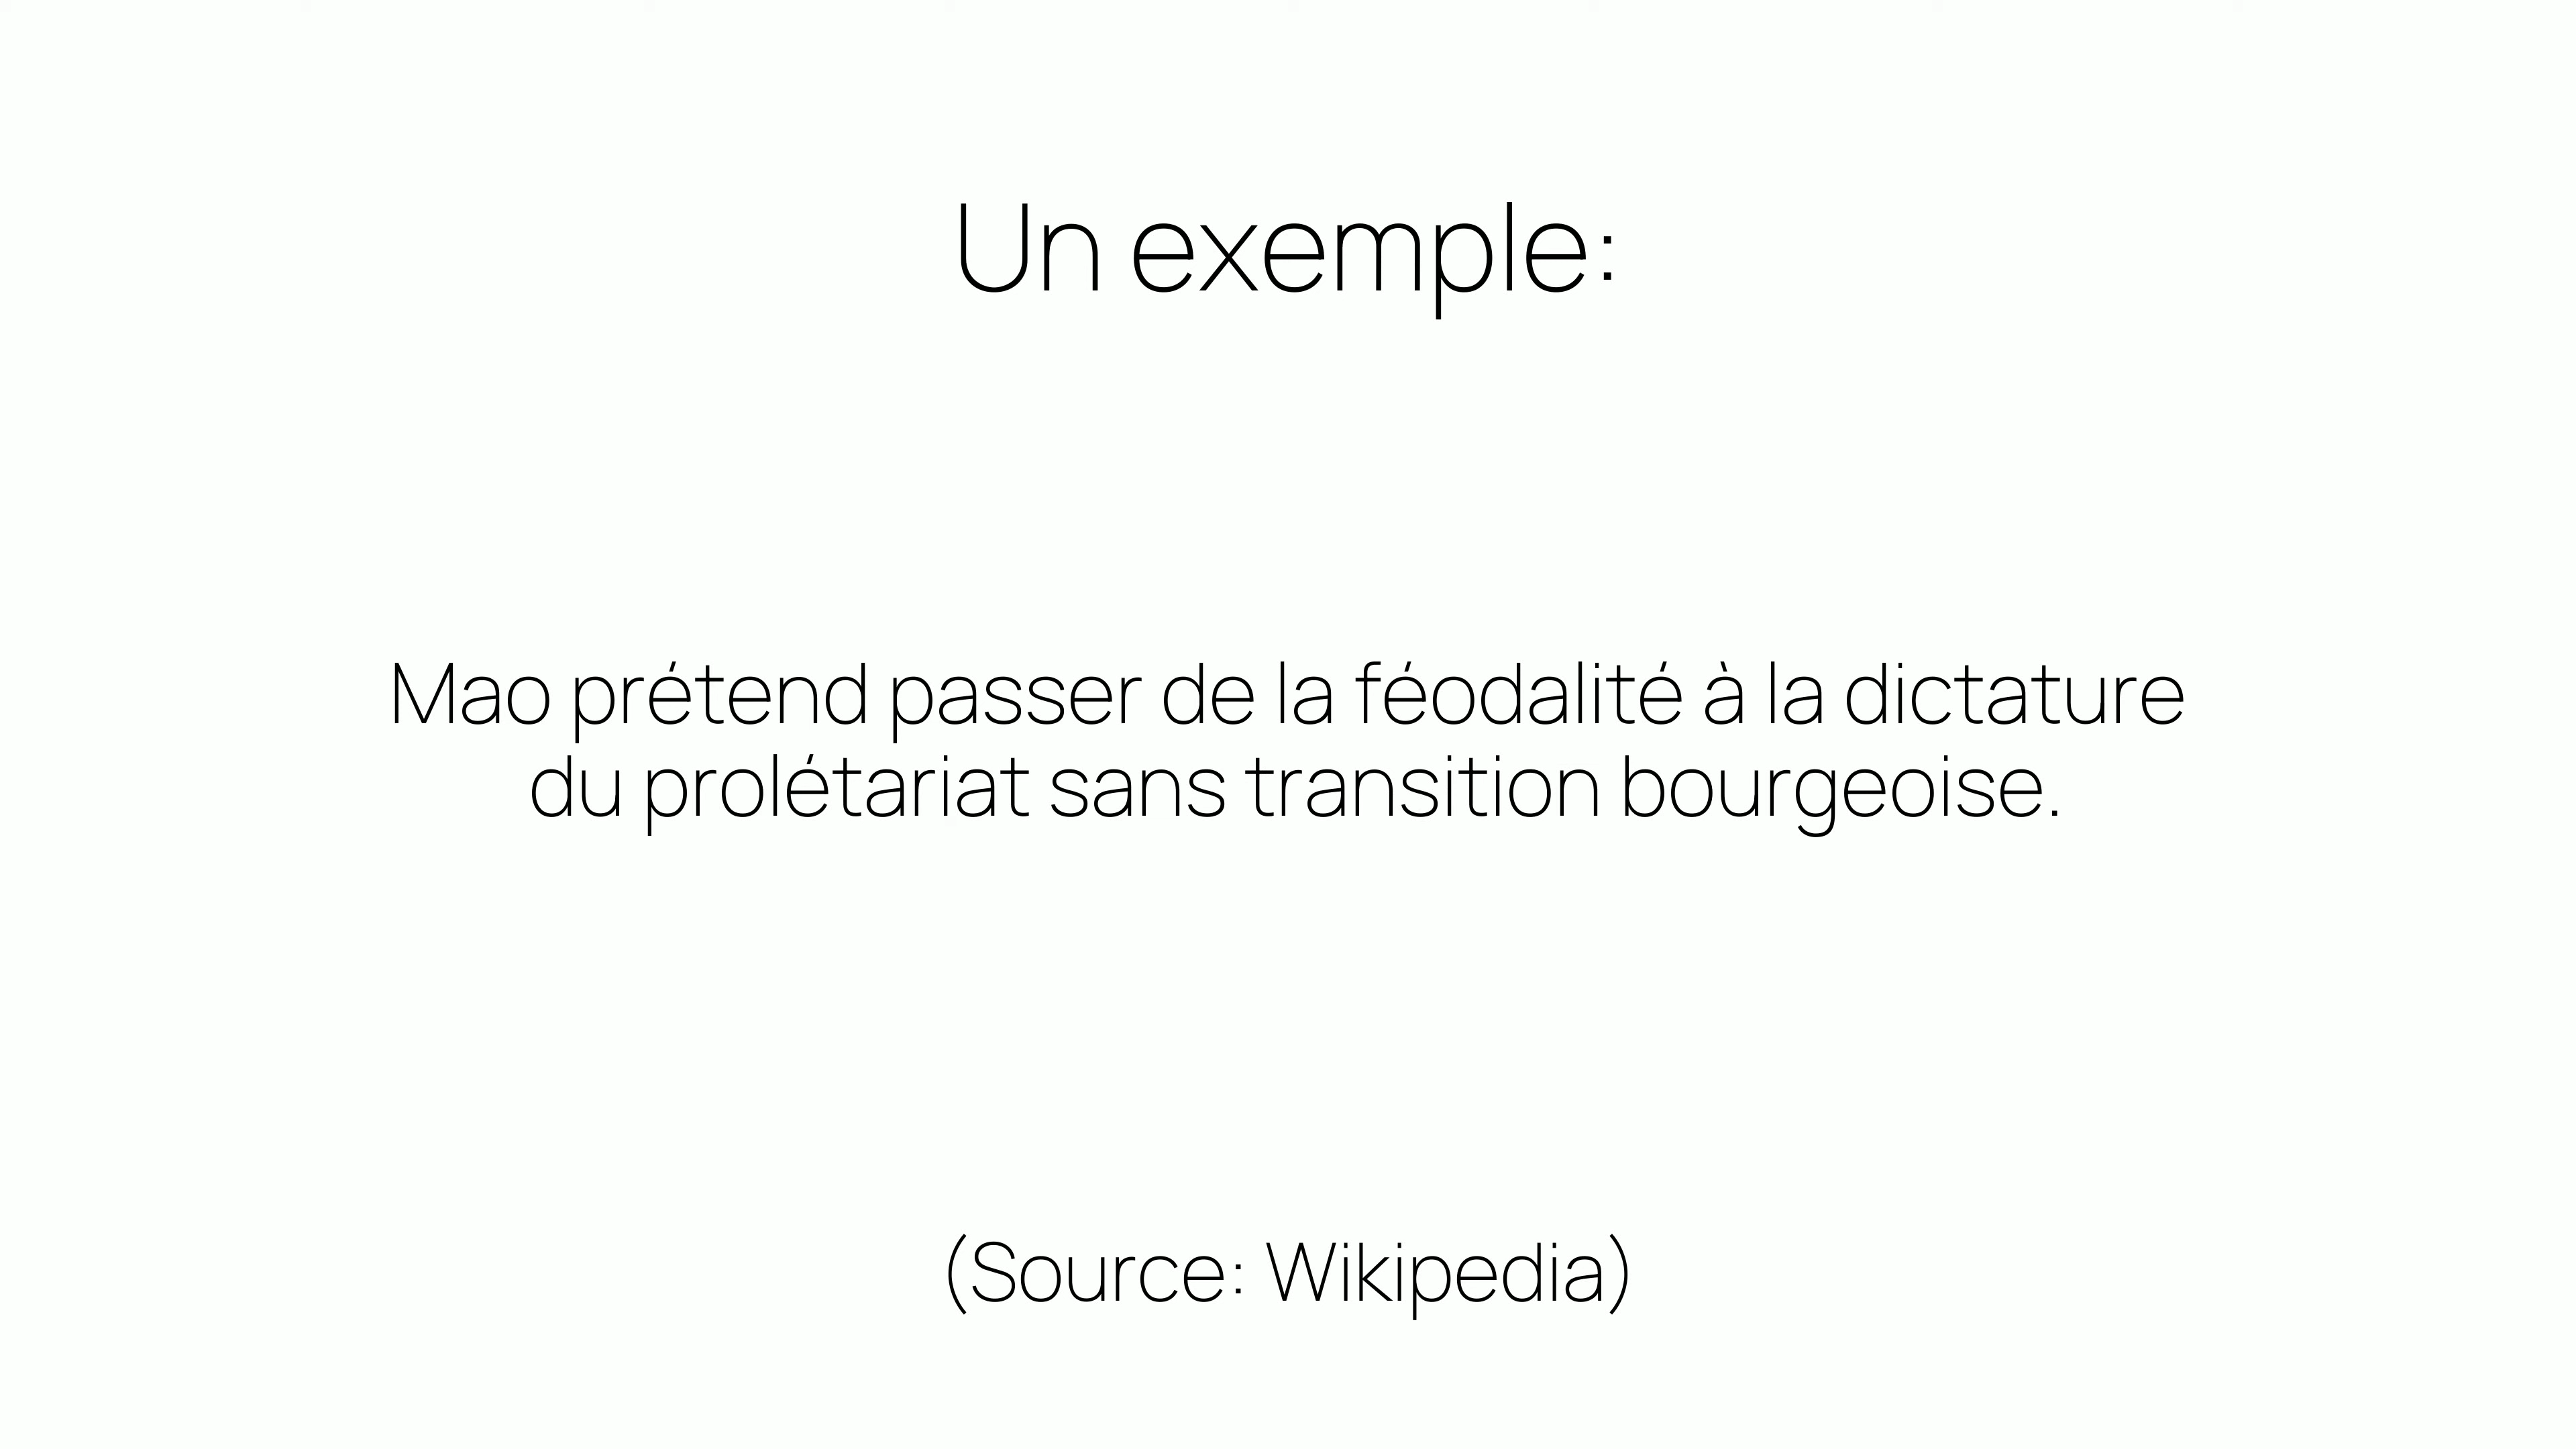 Un exemple:
Mao prétend passer de la féodalité à la dictature
du prolétariat sans transition bourgeoise.
(Source: Wikipedia)